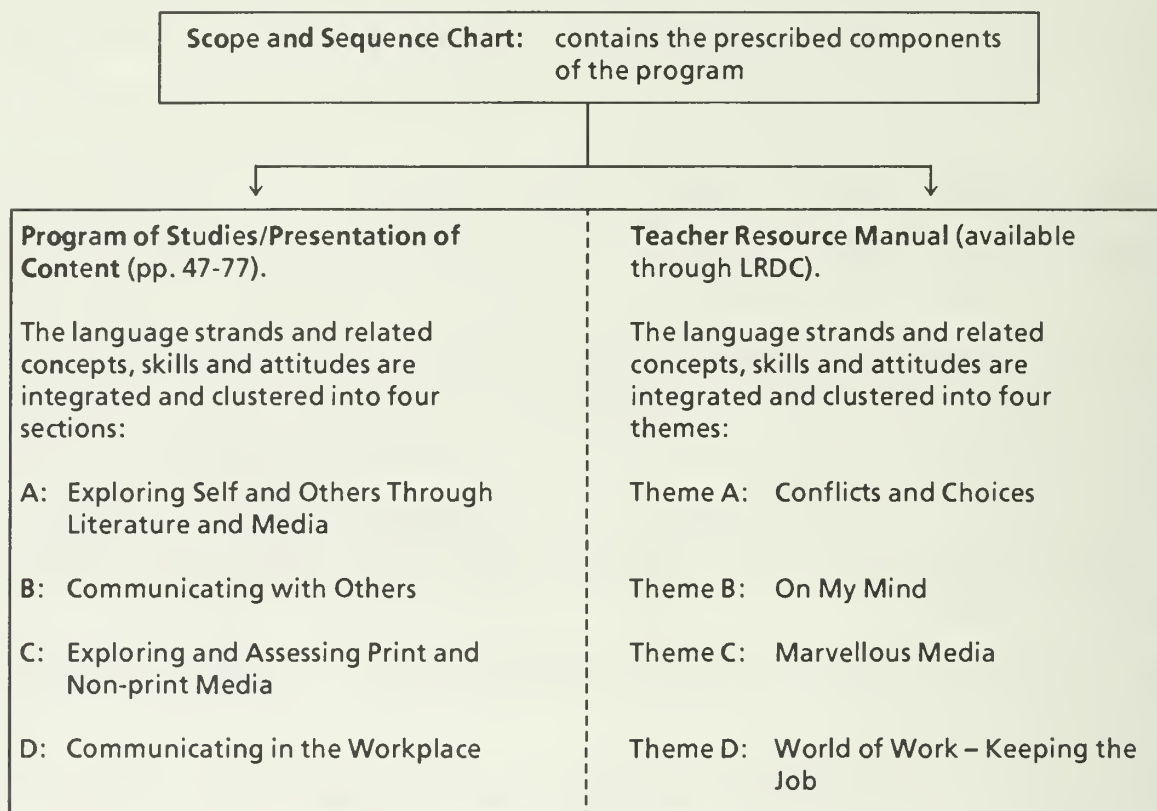 Scope and Sequence Chart: contains the prescribed components
of the program
Program of Studies/Presentation of
Content (pp. 47-77).
The language strands and related
concepts, skills and attitudes are
integrated and clustered into four
sections:
A: Exploring Self and Others Through
Literature and Media
B: Communicating with Others
C: Exploring and Assessing Print and
Non-print Media
D: Communicating in the Workplace
Teacher Resource Manual (available
through LRDC).
The language strands and related
concepts, skills and attitudes are
integrated and clustered into four
themes:
Theme A: Conflicts and Choices
Theme B: On My Mind
Theme C: Marvellous Media
Theme D: World of Work – Keeping the
Job